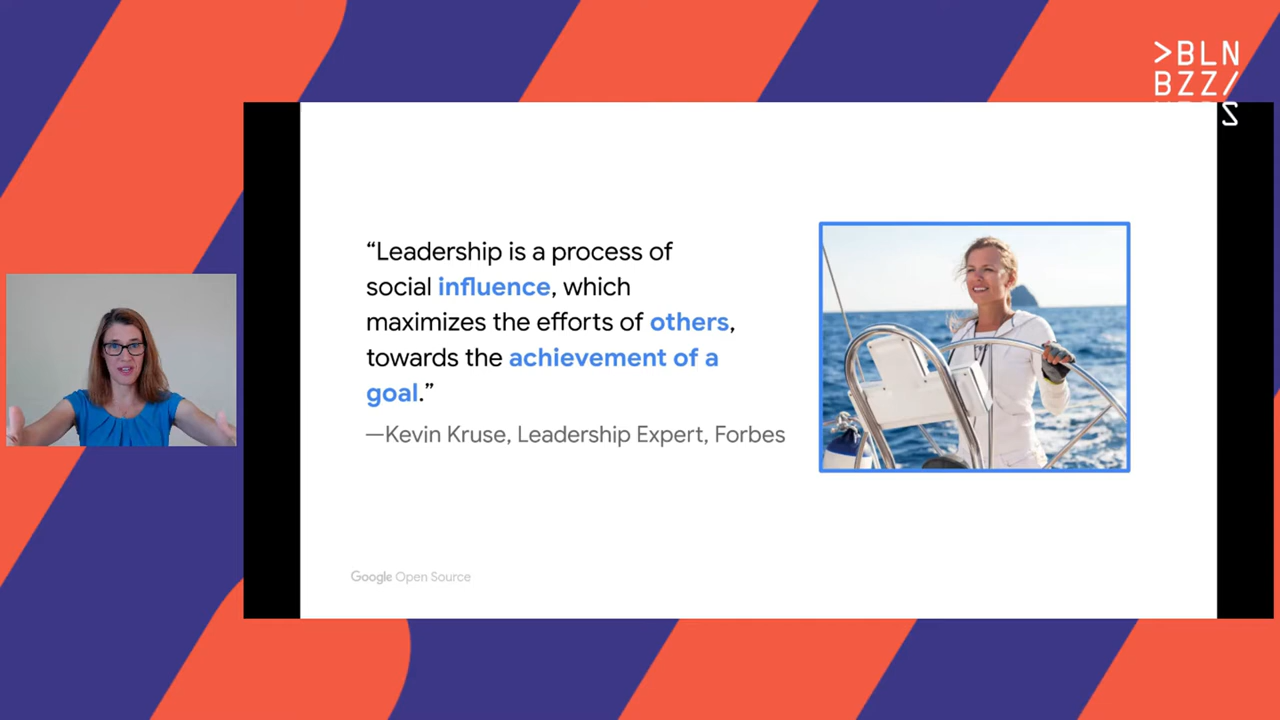 >BLN
BZZ/
“Leadership is a process of
social influence, which
maximizes the efforts of others,
towards the achievement of a
goal.”
—Kevin Kruse, Leadership Expert, Forbes
Google Open Source